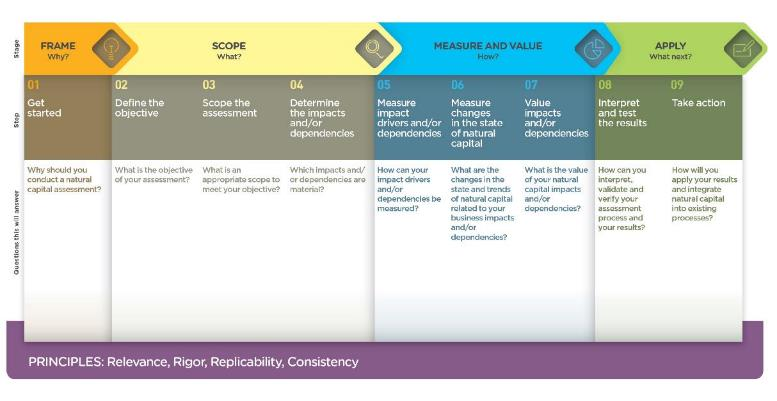 Stage
FRAME
Why?
SCOPE
What?
MEASURE AND VALUE
How?
APPLY
What next?
Step
01
Get
started
02
Define the
objective
03
Scope the
assessment
04
Determine
the impacts
and/or
dependencies
05
Measure
impact
drivers and/or
dependencies
06
Measure
changes
in the state
of natural
capital
07
Value
impacts
and/or
dependencies
08
Interpret
and test
the results
09
Take action
Questions this will answer
Why should you
conduct a natural
capital assessment?
What is the objective
of your assessment?
What is an
appropriate scope to
meet your objective?
Which impacts and/
or dependencies are
material?
How can your
impact drivers
and/or
dependencies be
measured?
What are the
changes in the
state and trends
of natural capital
related to your
business impacts
and/or
dependencies?
What is the value
of your natural
capital impacts
and/or
dependencies?
How can you
interpret,
validate and
verify your
assessment
process and
your results?
How will you
apply your results
and integrate
natural capital
into existing
processes?
PRINCIPLES: Relevance, Rigor, Replicability, Consistency